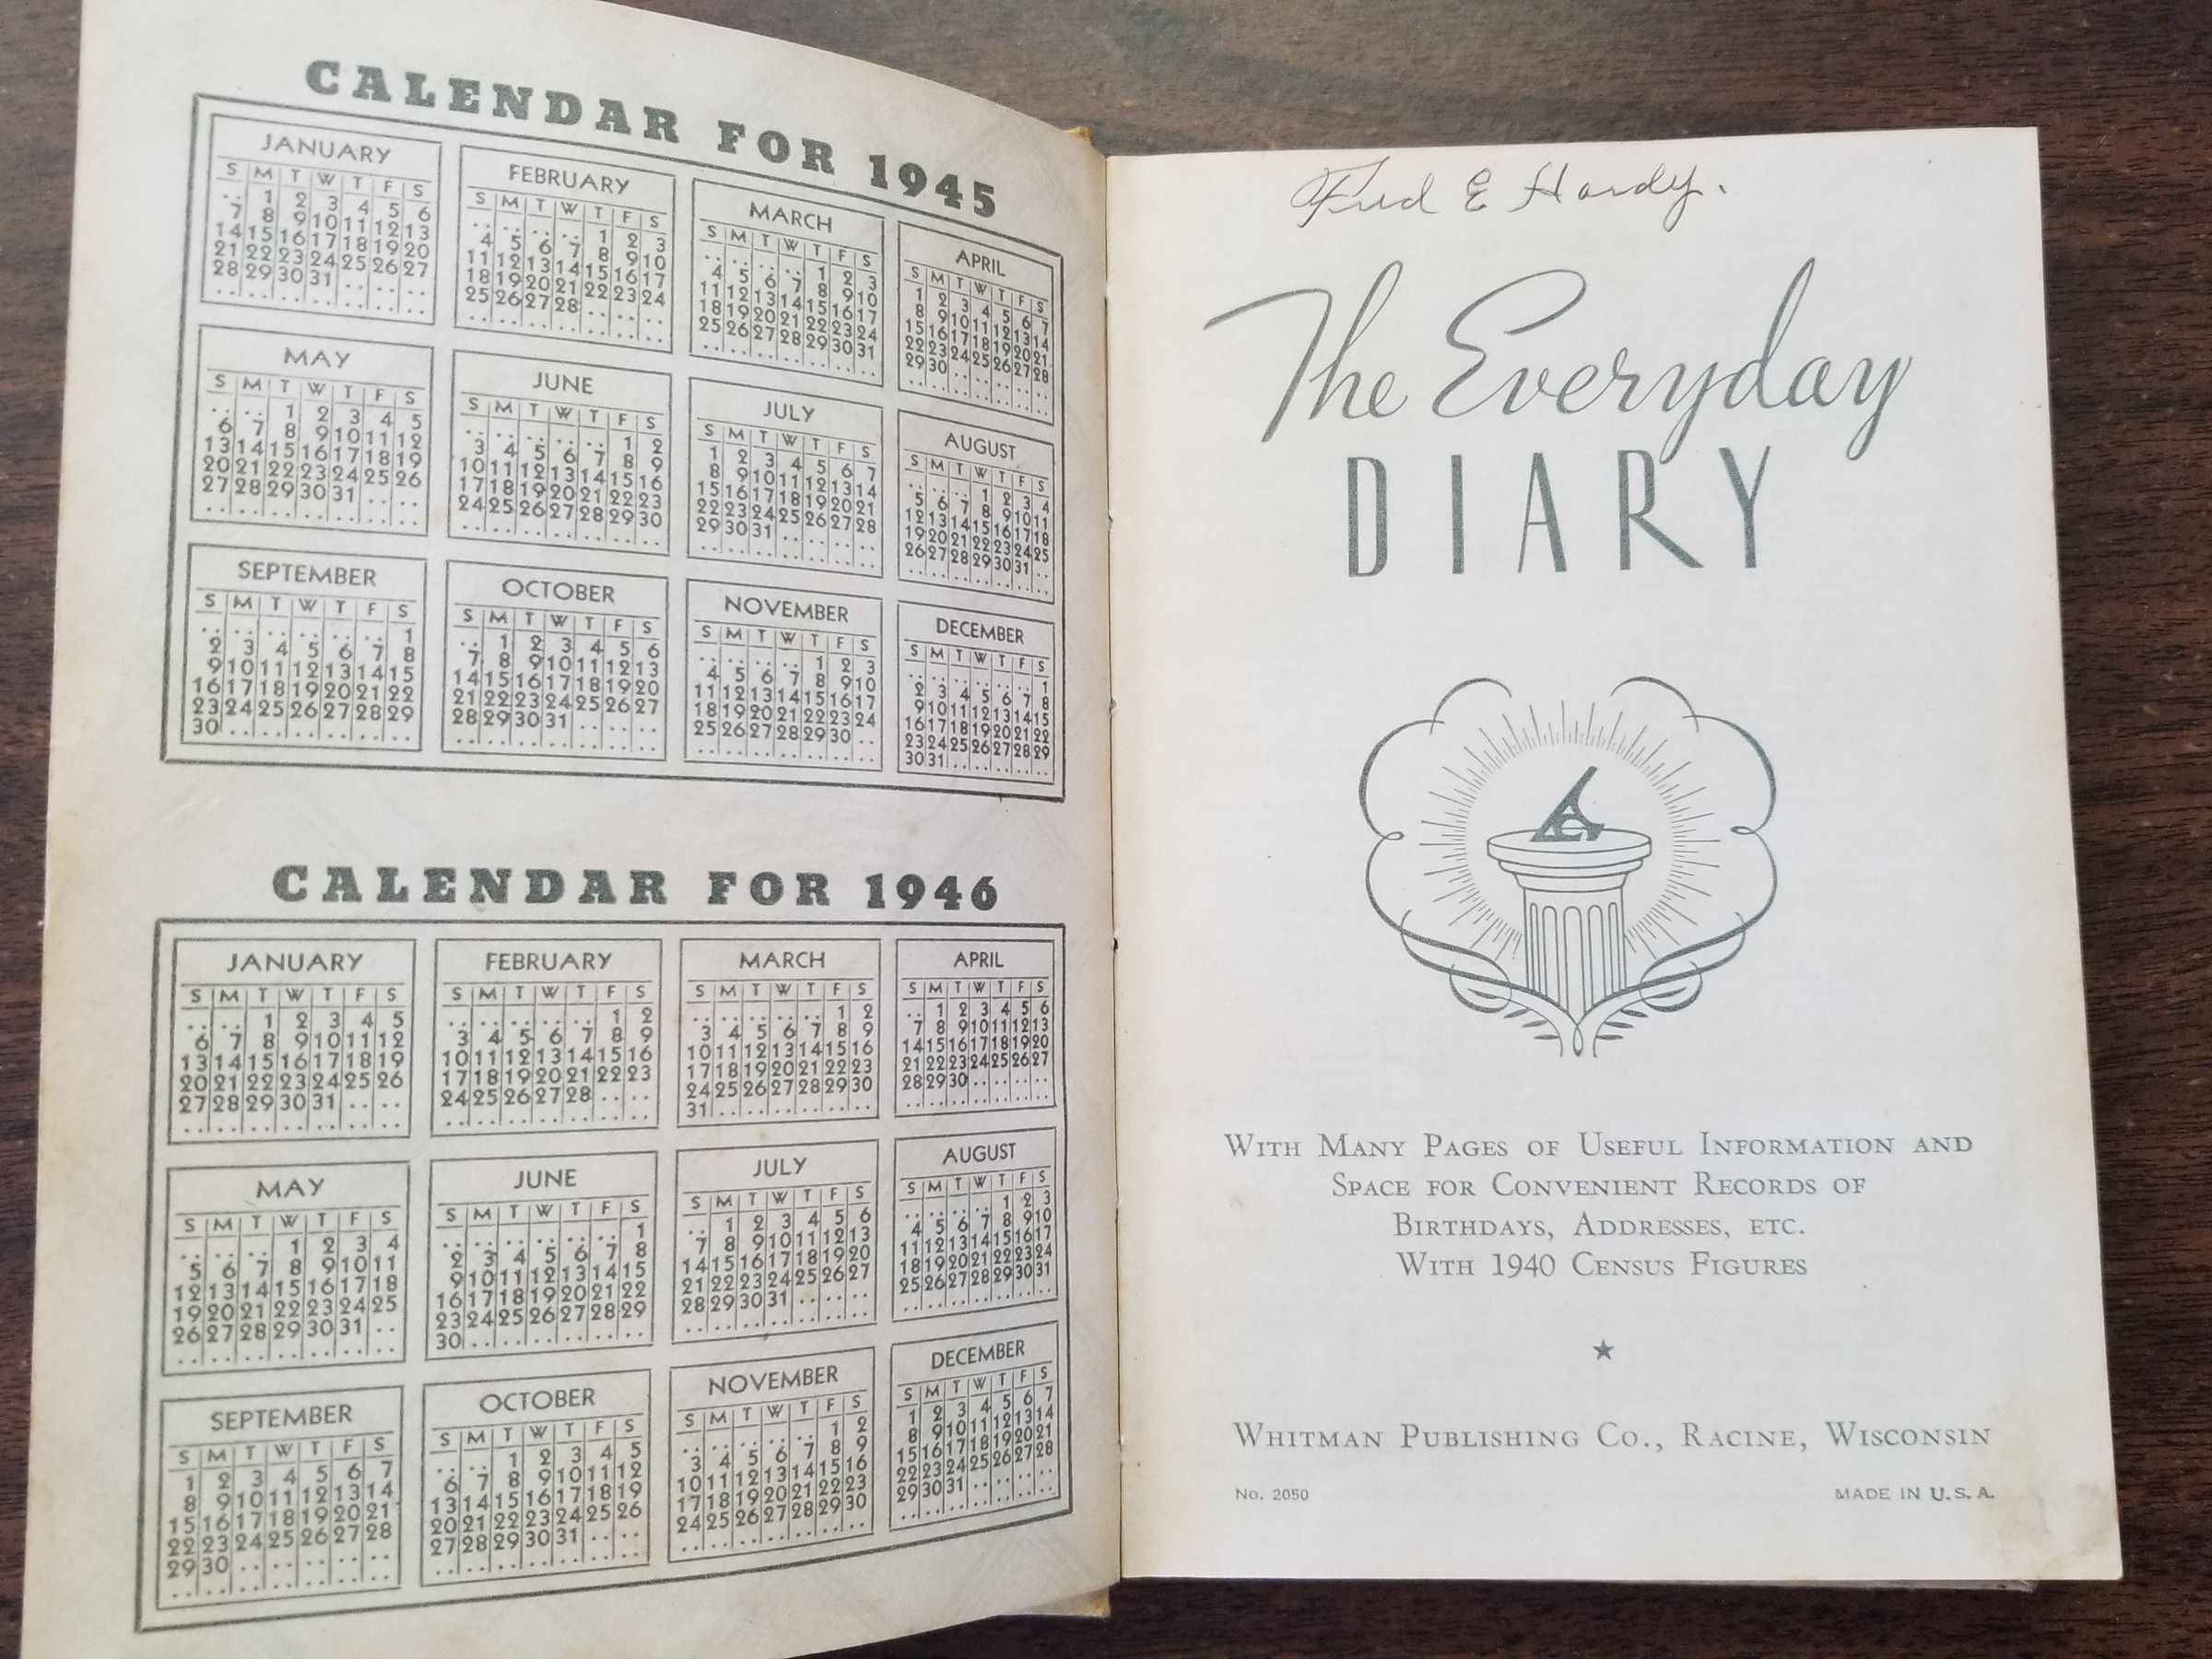 CALENDAR FOR 1945
JANUARY
S M T W T F S
.. 1 2 3 4 5 6
7 8 9 10 11 12 13
14 15 16 17 18 19 20
21 22 23 24 25 26 27
28 29 30 31 .. .. ..
FEBRUARY
S M T W T F S
.. .. .. .. 1 2 3
4 5 6 7 8 9 10
11 12 13 14 15 16 17
18 19 20 21 22 23 24
25 26 27 28 .. .. ..
MARCH
S M T W T F S
.. .. .. .. 1 2 3
4 5 6 7 8 9 10
11 12 13 14 15 16 17
18 19 20 21 22 23 24
25 26 27 28 29 30 31
APRIL
S M T W T F S
1 2 3 4 5 6 7
8 9 10 11 12 13 14
15 16 17 18 19 20 21
22 23 24 25 26 27 28
29 30 .. .. .. .. ..
MAY
S M T W T F S
.. .. 1 2 3 4 5
6 7 8 9 10 11 12
13 14 15 16 17 18 19
20 21 22 23 24 25 26
27 28 29 30 31 .. ..
JUNE
S M T W T F S
.. .. .. .. .. 1 2
3 4 5 6 7 8 9
10 11 12 13 14 15 16
17 18 19 20 21 22 23
24 25 26 27 28 29 30
JULY
S M T W T F S
1 2 3 4 5 6 7
8 9 10 11 12 13 14
15 16 17 18 19 20 21
22 23 24 25 26 27 28
29 30 31 .. .. .. ..
AUGUST
S M T W T F S
.. .. .. 1 2 3 4
5 6 7 8 9 10 11
12 13 14 15 16 17 18
19 20 21 22 23 24 25
26 27 28 29 30 31 ..
SEPTEMBER
S M T W T F S
.. .. .. .. .. .. 1
2 3 4 5 6 7 8
9 10 11 12 13 14 15
16 17 18 19 20 21 22
23 24 25 26 27 28 29
30 .. .. .. .. .. ..
OCTOBER
S M T W T F S
.. 1 2 3 4 5 6
7 8 9 10 11 12 13
14 15 16 17 18 19 20
21 22 23 24 25 26 27
28 29 30 31 .. .. ..
NOVEMBER
S M T W T F S
.. .. .. .. 1 2 3
4 5 6 7 8 9 10
11 12 13 14 15 16 17
18 19 20 21 22 23 24
25 26 27 28 29 30 ..
DECEMBER
S M T W T F S
.. .. .. .. .. .. 1
2 3 4 5 6 7 8
9 10 11 12 13 14 15
16 17 18 19 20 21 22
23 24 25 26 27 28 29
30 31 .. .. .. .. ..
CALENDAR FOR 1946
JANUARY
S M T W T F S
.. .. 1 2 3 4 5
6 7 8 9 10 11 12
13 14 15 16 17 18 19
20 21 22 23 24 25 26
27 28 29 30 31 .. ..
FEBRUARY
S M T W T F S
.. .. .. .. .. 1 2
3 4 5 6 7 8 9
10 11 12 13 14 15 16
17 18 19 20 21 22 23
24 25 26 27 28 .. ..
MARCH
S M T W T F S
.. .. .. .. .. 1 2
3 4 5 6 7 8 9
10 11 12 13 14 15 16
17 18 19 20 21 22 23
24 25 26 27 28 29 30
31 .. .. .. .. .. ..
APRIL
S M T W T F S
.. 1 2 3 4 5 6
7 8 9 10 11 12 13
14 15 16 17 18 19 20
21 22 23 24 25 26 27
28 29 30 .. .. .. ..
MAY
S M T W T F S
.. .. .. 1 2 3 4
5 6 7 8 9 10 11
12 13 14 15 16 17 18
19 20 21 22 23 24 25
26 27 28 29 30 31 ..
JUNE
S M T W T F S
.. .. .. .. .. .. 1
2 3 4 5 6 7 8
9 10 11 12 13 14 15
16 17 18 19 20 21 22
23 24 25 26 27 28 29
30 .. .. .. .. .. ..
JULY
S M T W T F S
.. 1 2 3 4 5 6
7 8 9 10 11 12 13
14 15 16 17 18 19 20
21 22 23 24 25 26 27
28 29 30 31 .. .. ..
AUGUST
S M T W T F S
.. .. .. .. 1 2 3
4 5 6 7 8 9 10
11 12 13 14 15 16 17
18 19 20 21 22 23 24
25 26 27 28 29 30 31
SEPTEMBER
S M T W T F S
1 2 3 4 5 6 7
8 9 10 11 12 13 14
15 16 17 18 19 20 21
22 23 24 25 26 27 28
29 30 .. .. .. .. ..
OCTOBER
S M T W T F S
.. .. 1 2 3 4 5
6 7 8 9 10 11 12
13 14 15 16 17 18 19
20 21 22 23 24 25 26
27 28 29 30 31 .. ..
NOVEMBER
S M T W T F S
.. .. .. .. .. 1 2
3 4 5 6 7 8 9
10 11 12 13 14 15 16
17 18 19 20 21 22 23
24 25 26 27 28 29 30
DECEMBER
S M T W T F S
1 2 3 4 5 6 7
8 9 10 11 12 13 14
15 16 17 18 19 20 21
22 23 24 25 26 27 28
29 30 31 .. .. .. ..
Fred E Hardy.
The Everyday
DIARY
WITH MANY PAGES OF USEFUL INFORMATION AND
SPACE FOR CONVENIENT RECORDS OF
BIRTHDAYS, ADDRESSES, ETC.
WITH 1940 CENSUS FIGURES
WHITMAN PUBLISHING CO., RACINE, WISCONSIN
No. 2050
MADE IN U. S. A.